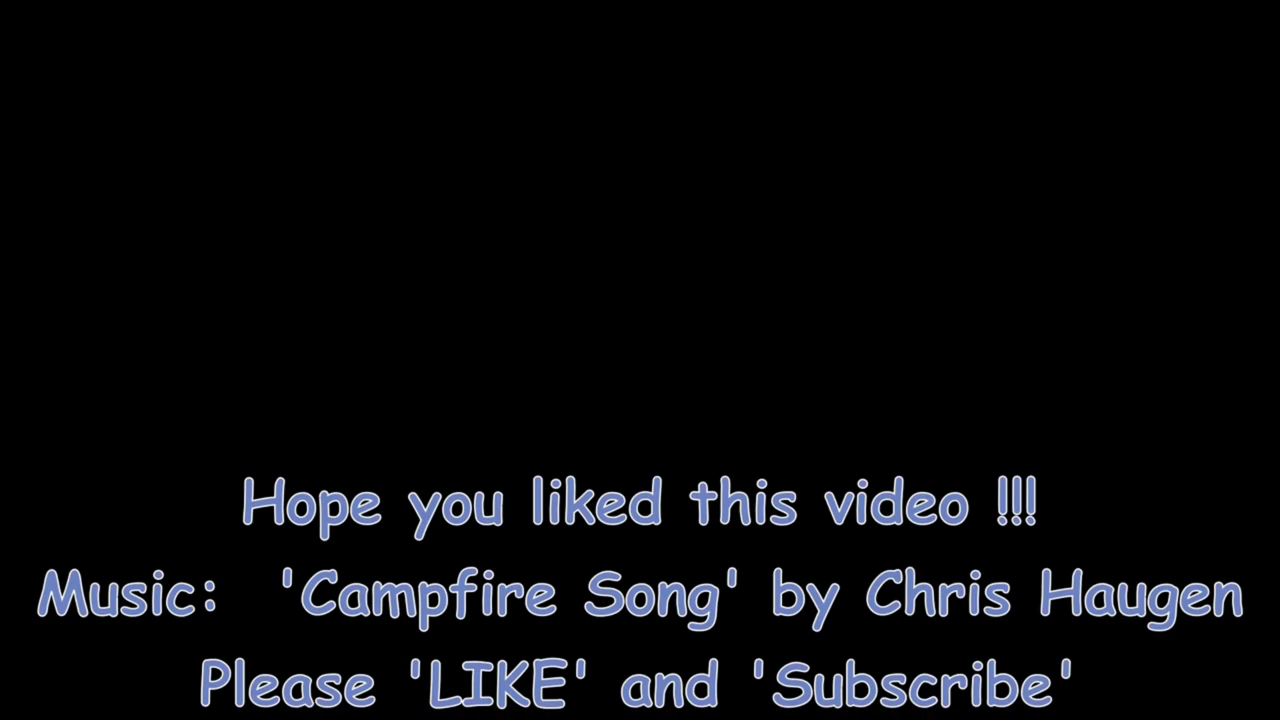 Hope you liked this video !!!
Music:  'Campfire Song' by Chris Haugen
Please 'LIKE' and 'Subscribe'